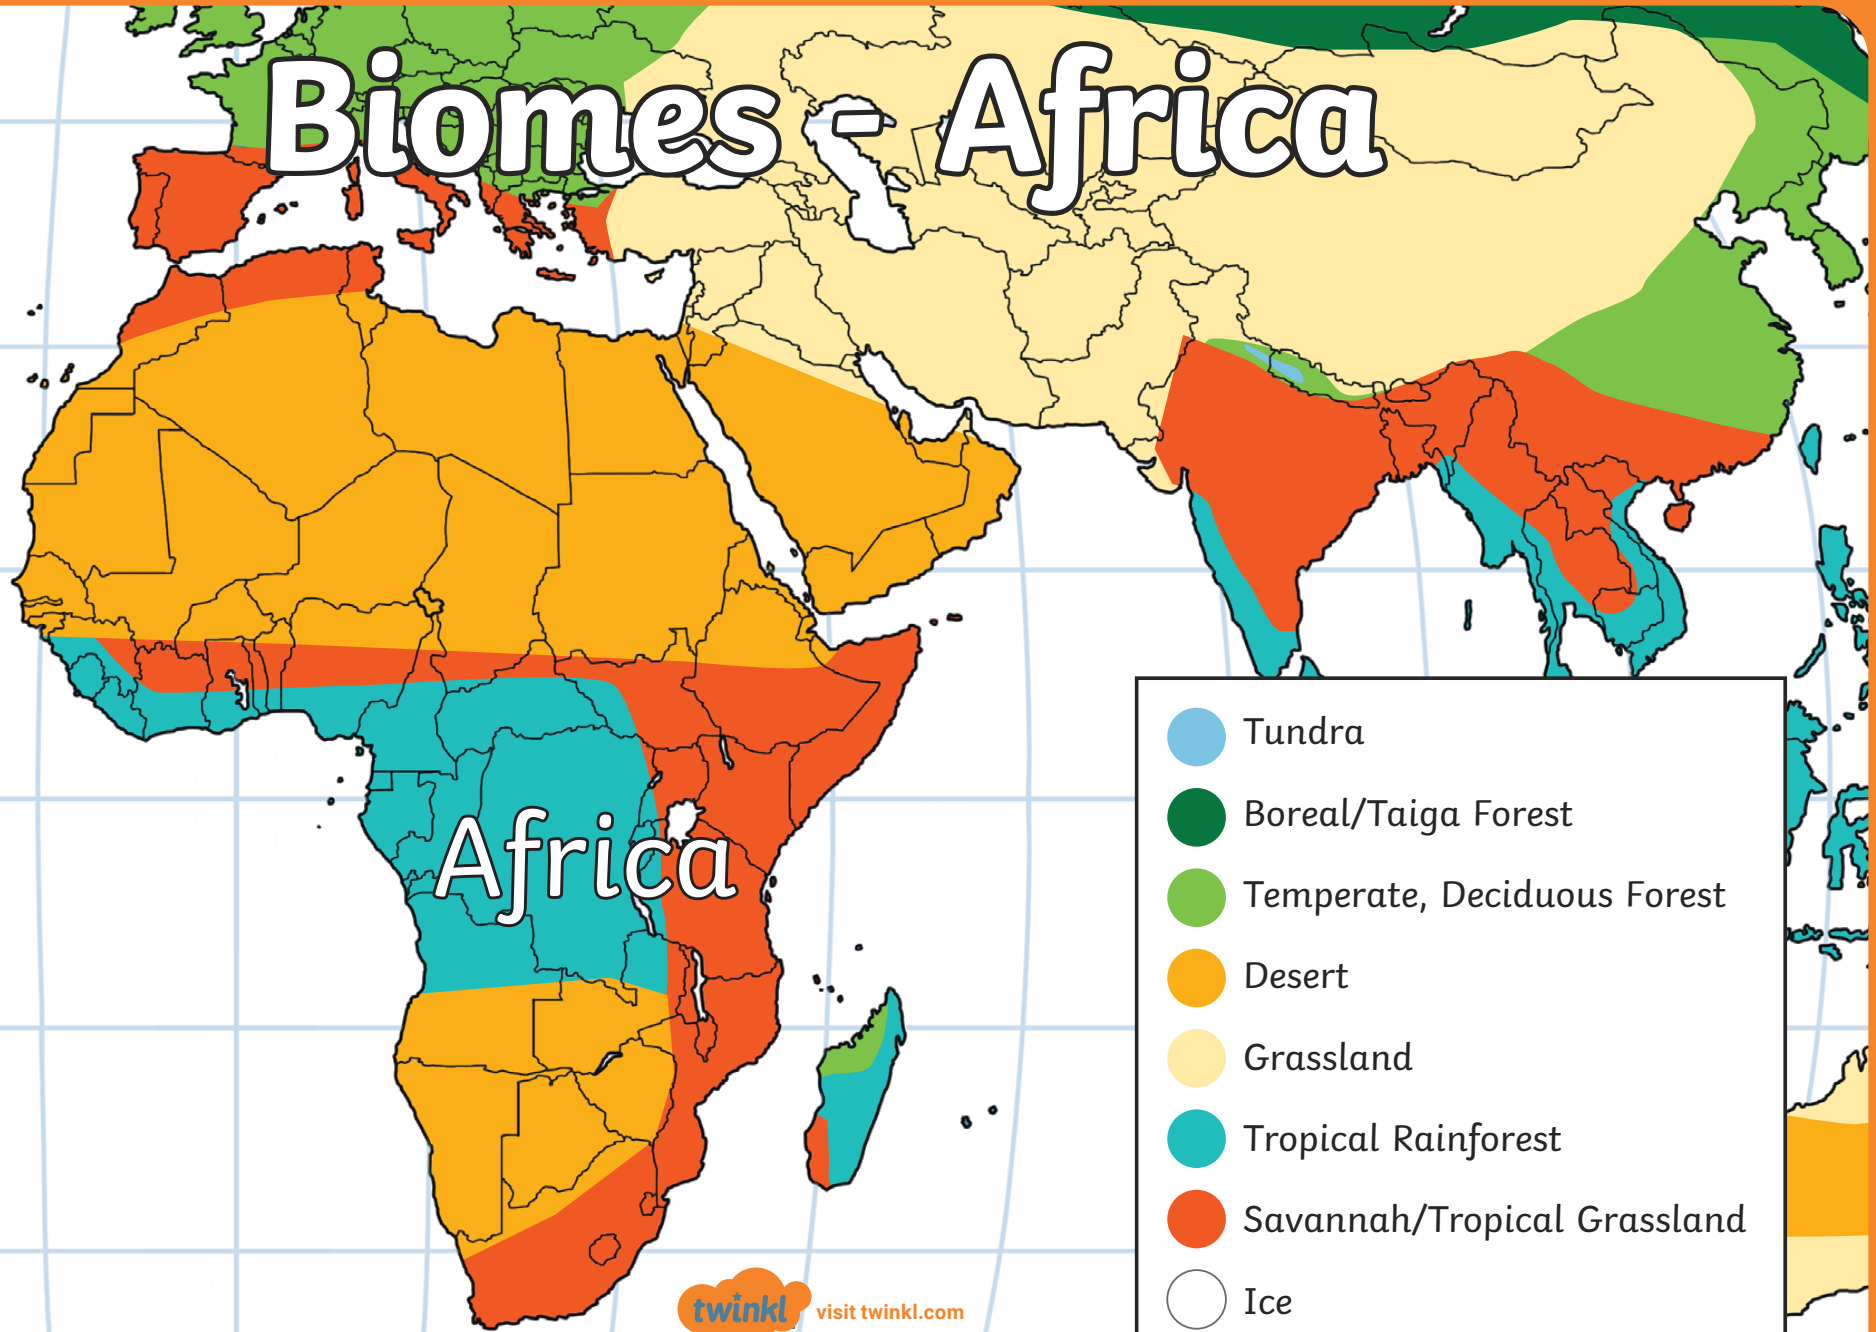 Biomes - Africa
Africa
Tundra
Boreal/Taiga Forest
Temperate, Deciduous Forest
Desert
Grassland
Tropical Rainforest
Savannah/Tropical Grassland
Ice
twinkl
visit twinkl.com